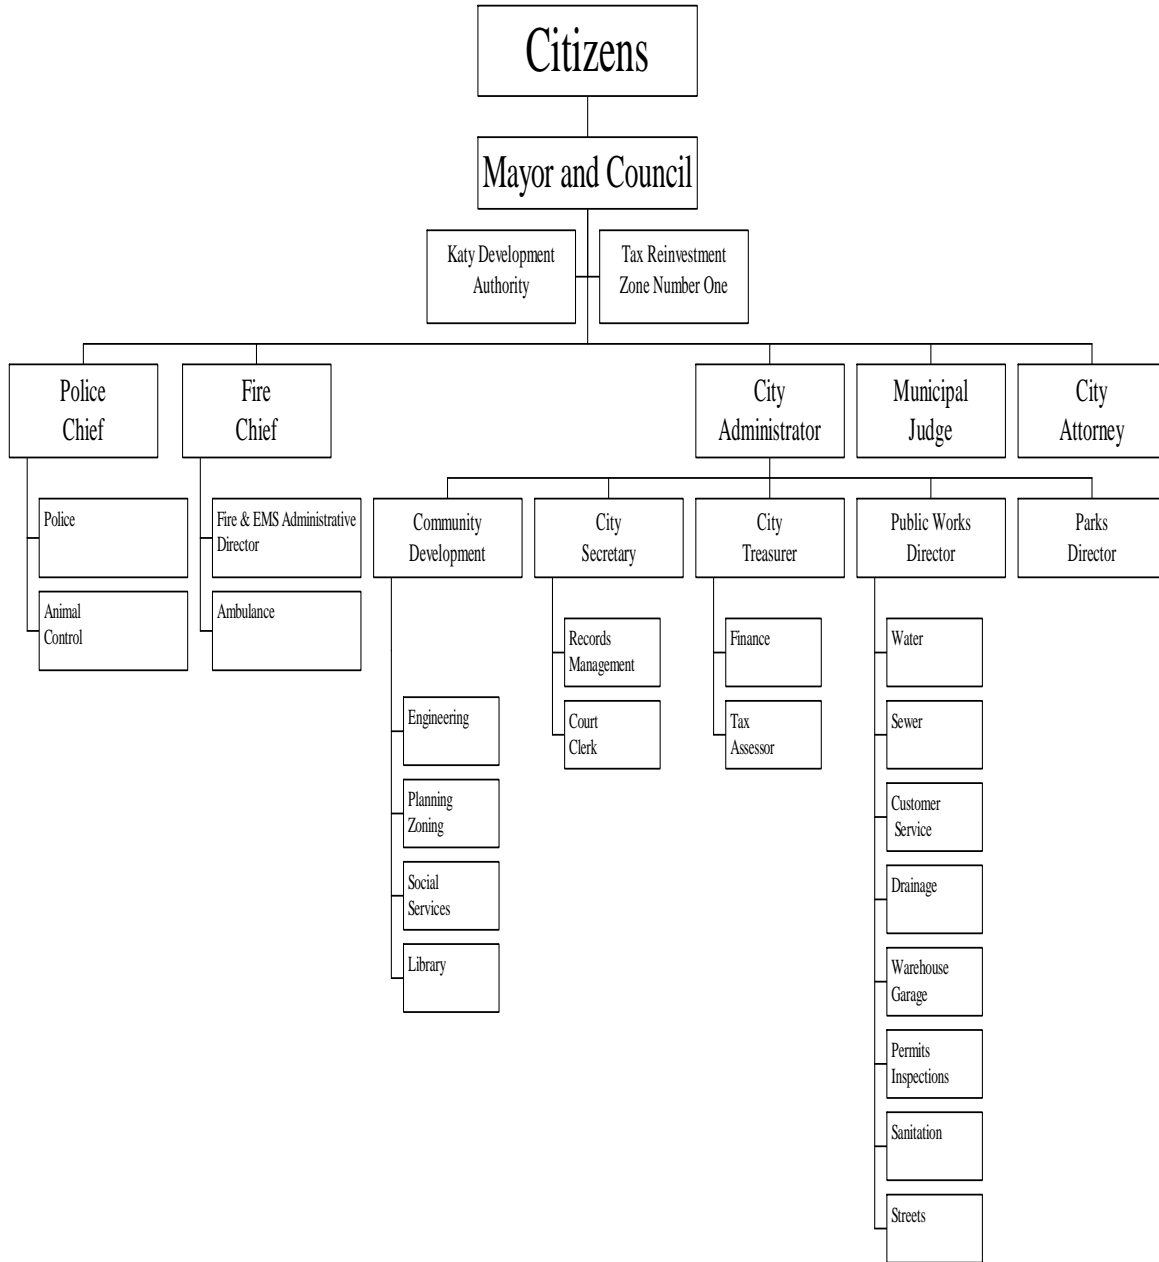 Citizens
Mayor and Council
Katy Development
Authority
Tax Reinvestment
Zone Number One
Police
Chief
Fire
Chief
City
Administrator
Municipal
Judge
City
Attorney
Police
Animal
Control
Fire & EMS Administrative
Director
Ambulance
Community
Development
City
Secretary
City
Treasurer
Public Works
Director
Parks
Director
Engineering
Planning
Zoning
Social
Services
Library
Records
Management
Court
Clerk
Finance
Tax
Assessor
Water
Sewer
Customer
Service
Drainage
Warehouse
Garage
Permits
Inspections
Sanitation
Streets